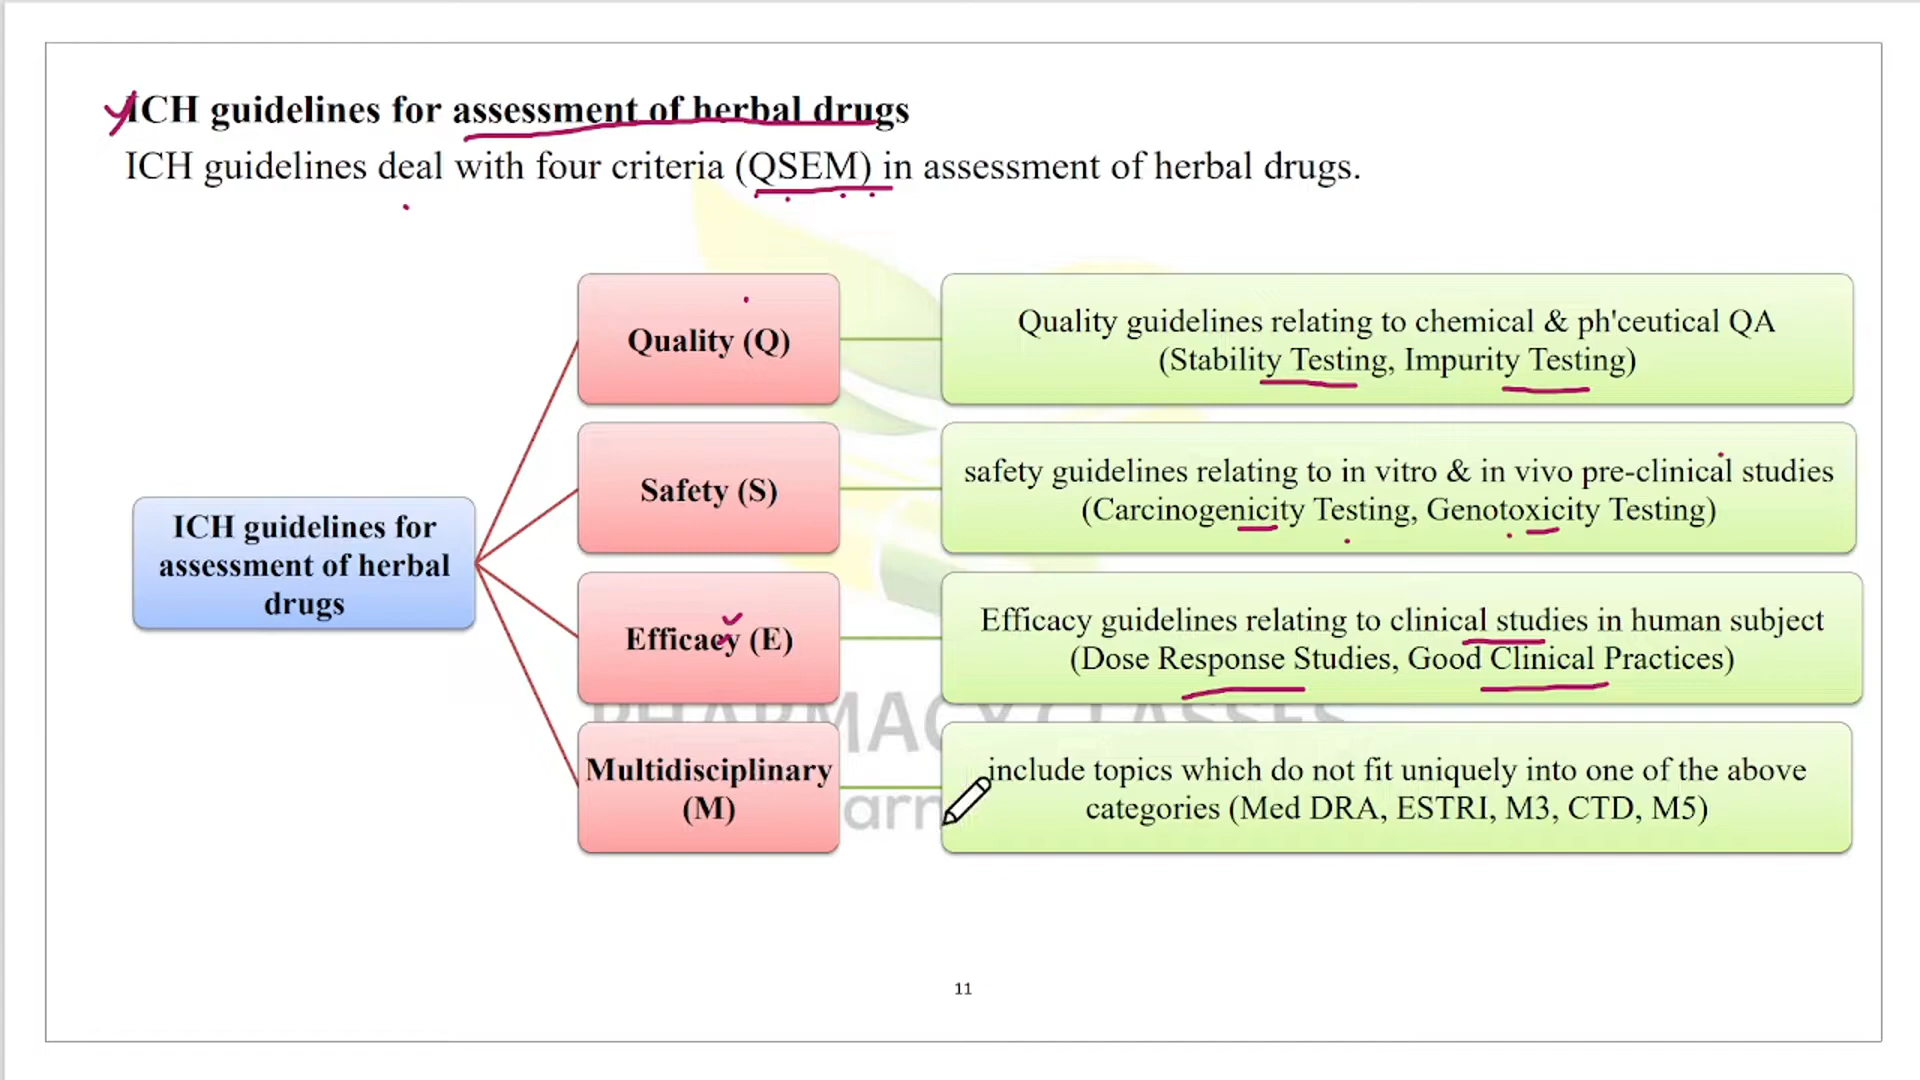 ICH guidelines for assessment of herbal drugs
ICH guidelines deal with four criteria (QSEM) in assessment of herbal drugs.
ICH guidelines for
assessment of herbal
drugs
Quality (Q)
Quality guidelines relating to chemical & ph'ceutical QA
(Stability Testing, Impurity Testing)
Safety (S)
safety guidelines relating to in vitro & in vivo pre-clinical studies
(Carcinogenicity Testing, Genotoxicity Testing)
Efficacy (E)
Efficacy guidelines relating to clinical studies in human subject
(Dose Response Studies, Good Clinical Practices)
PHARMACY CLASSES
Multidisciplinary
(M)
include topics which do not fit uniquely into one of the above
categories (Med DRA, ESTRI, M3, CTD, M5)
11